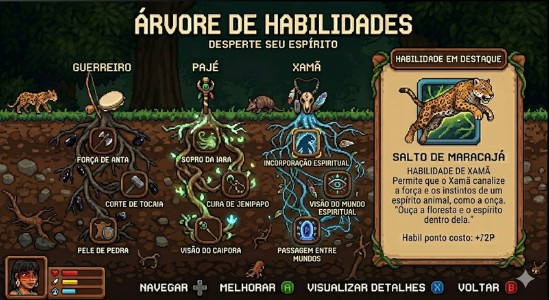 ÁRVORE DE HABILIDADES
DESPERTE SEU ESPÍRITO
GUERREIRO
PAJÉ
XAMÃ
FORÇA DE ANTA
SOPRO DA IARA
INCORPORAÇÃO ESPIRITUAL
CORTE DE TOCAIA
CURA DE JENIPAPO
VISÃO DO MUNDO
ESPIRITUAL
PELE DE PEDRA
VISÃO DO CAIPORA
PASSAGEM ENTRE
MUNDOS
HABILIDADE EM DESTAQUE
SALTO DE MARACAJÁ
HABILIDADE DE XAMÃ
Permite que o Xamã canalize
a força e os instintos de um
espírito animal, como a onça.
"Ouça a floresta e o espírito
dentro dela."
Habil ponto costo: +/2P
NAVEGAR
MELHORAR A
VISUALIZAR DETALHES X
VOLTAR B